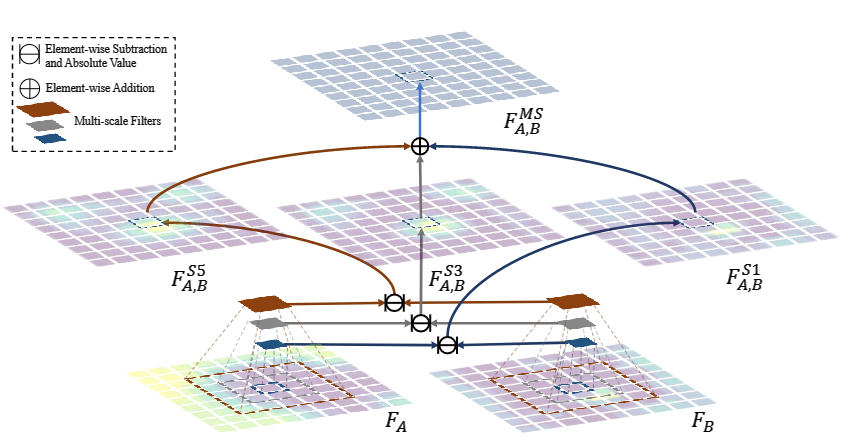 Element-wise Subtraction
and Absolute Value
Element-wise Addition
Multi-scale Filters
$F_{A,B}^{MS}$
$F_{A,B}^{S5}$
$F_{A,B}^{S3}$
$F_{A,B}^{S1}$
$F_A$
$F_B$